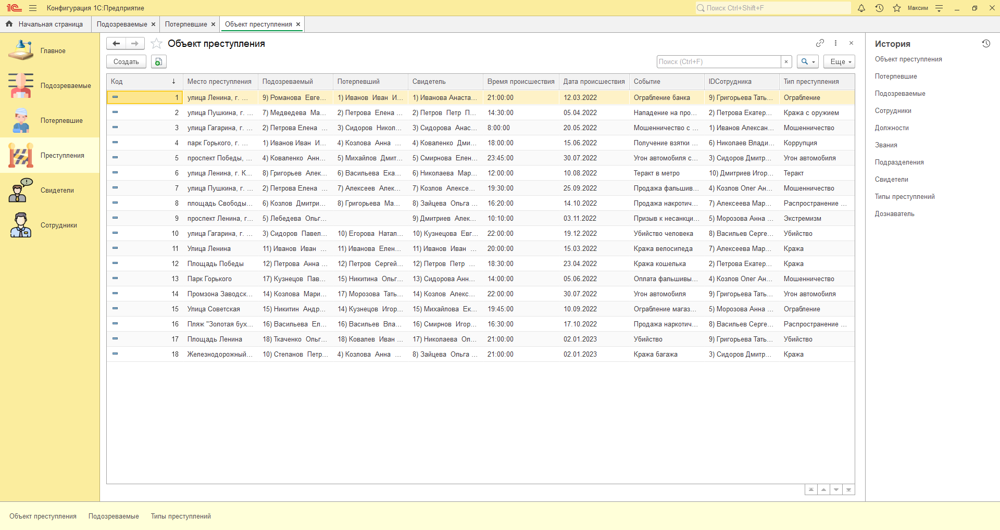 1С Конфигурация 1С:Предприятие Поиск Ctrl+Shift+F Максим
Начальная страница Подозреваемые Потерпевшие Объект преступления
Главное
Подозреваемые
Потерпевшие
Преступления
Свидетели
Сотрудники
Объект преступления
Создать Поиск (Ctrl+F) × Еще
Код Место преступления Подозреваемый Потерпевший Свидетель Время происшествия Дата происшествия Событие IDСотрудника Тип преступления
1 улица Ленина, г. ... 9) Романова Евге... 1) Иванов Иван И... 1) Иванова Анаста... 21:00:00 12.03.2022 Ограбление банка 9) Григорьева Тать... Ограбление
2 улица Пушкина, г. ... 7) Медведева Ма... 2) Петрова Елена ... 2) Петров Петр П... 14:30:00 05.04.2022 Нападение на про... 2) Петрова Екатер... Кража с оружием
3 улица Гагарина, г. ... 2) Петрова Елена ... 3) Сидоров Никол... 3) Сидорова Анас... 8:00:00 20.05.2022 Мошенничество с ... 1) Иванов Алексан... Мошенничество
4 парк Горького, г. ... 1) Иванов Иван И... 4) Козлова Анна ... 4) Коваленко Дми... 18:00:00 15.06.2022 Получение взятки ... 6) Николаев Влади... Коррупция
5 проспект Победы, ... 4) Коваленко Анн... 5) Михайлов Дмит... 5) Смирнова Елен... 23:45:00 30.07.2022 Угон автомобиля с... 3) Сидоров Дмитр... Угон автомобиля
6 улица Ленина, г. К... 8) Григорьев Алек... 6) Васильева Ека... 6) Николаева Мар... 12:00:00 10.08.2022 Теракт в метро 10) Дмитриев Игор... Теракт
7 улица Пушкина, г. ... 2) Петрова Елена ... 7) Алексеев Алек... 7) Козлов Алексе... 19:30:00 25.09.2022 Продажа фальшив... 4) Козлов Олег Ан... Мошенничество
8 площадь Свободы... 6) Козлов Дмитри... 8) Григорьева Ма... 8) Зайцева Ольга ... 16:20:00 14.10.2022 Продажа накротич... 7) Алексеева Мар... Распространение ...
9 проспект Ленина, г... 5) Лебедева Ольг... 9) Дмитриев Алек... 10:10:00 03.11.2022 Призыв к несанкци... 5) Морозова Анна ... Экстремизм
10 улица Гагарина, г. ... 3) Сидоров Павел... 10) Егорова Натал... 10) Кузнецова Евг... 22:00:00 19.12.2022 Убийство человека 8) Васильев Серге... Убийство
11 Улица Ленина 11) Иванов Иван ... 11) Иванова Елен... 11) Иванов Иван ... 20:00:00 15.03.2022 Кража велосипеда 7) Алексеева Мар... Кража
12 Площадь Победы 12) Петрова Анна ... 12) Петров Сергей... 12) Петров Петр ... 18:30:00 23.04.2022 Кража кошелька 2) Петрова Екатер... Кража
13 Парк Горького 17) Кузнецов Пав... 15) Никитина Ольг... 13) Сидорова Анн... 14:00:00 05.06.2022 Оплата фальшивы... 4) Козлов Олег Ан... Мошенничество
14 Промзона Заводск... 14) Козлова Мари... 17) Морозова Тать... 14) Козлов Алекс... 22:00:00 30.07.2022 Угон автомобиля 9) Григорьева Тать... Угон автомобиля
15 Улица Советская 15) Никитин Андр... 14) Кузнецов Игор... 15) Михайлова Ек... 19:45:00 10.09.2022 Ограбление магаз... 5) Морозова Анна ... Ограбление
16 Пляж "Золотая бух... 16) Васильева Ел... 16) Васильев Вла... 16) Смирнов Игор... 16:30:00 17.10.2022 Продажа наркотич... 8) Васильев Серге... Распространение ...
17 Площадь Ленина 18) Ткаченко Ольг... 18) Ковалев Иван ... 17) Николаева Ол... 21:00:00 02.01.2023 Убийство 9) Григорьева Тать... Убийство
18 Железнодорожный... 10) Степанов Петр... 4) Козлова Анна ... 8) Зайцева Ольга ... 21:00:00 02.01.2023 Кража багажа 3) Сидоров Дмитр... Кража
История
Объект преступления
Потерпевшие
Подозреваемые
Сотрудники
Должности
Звания
Подразделения
Свидетели
Типы преступлений
Дознаватель
Объект преступления Подозреваемые Типы преступлений